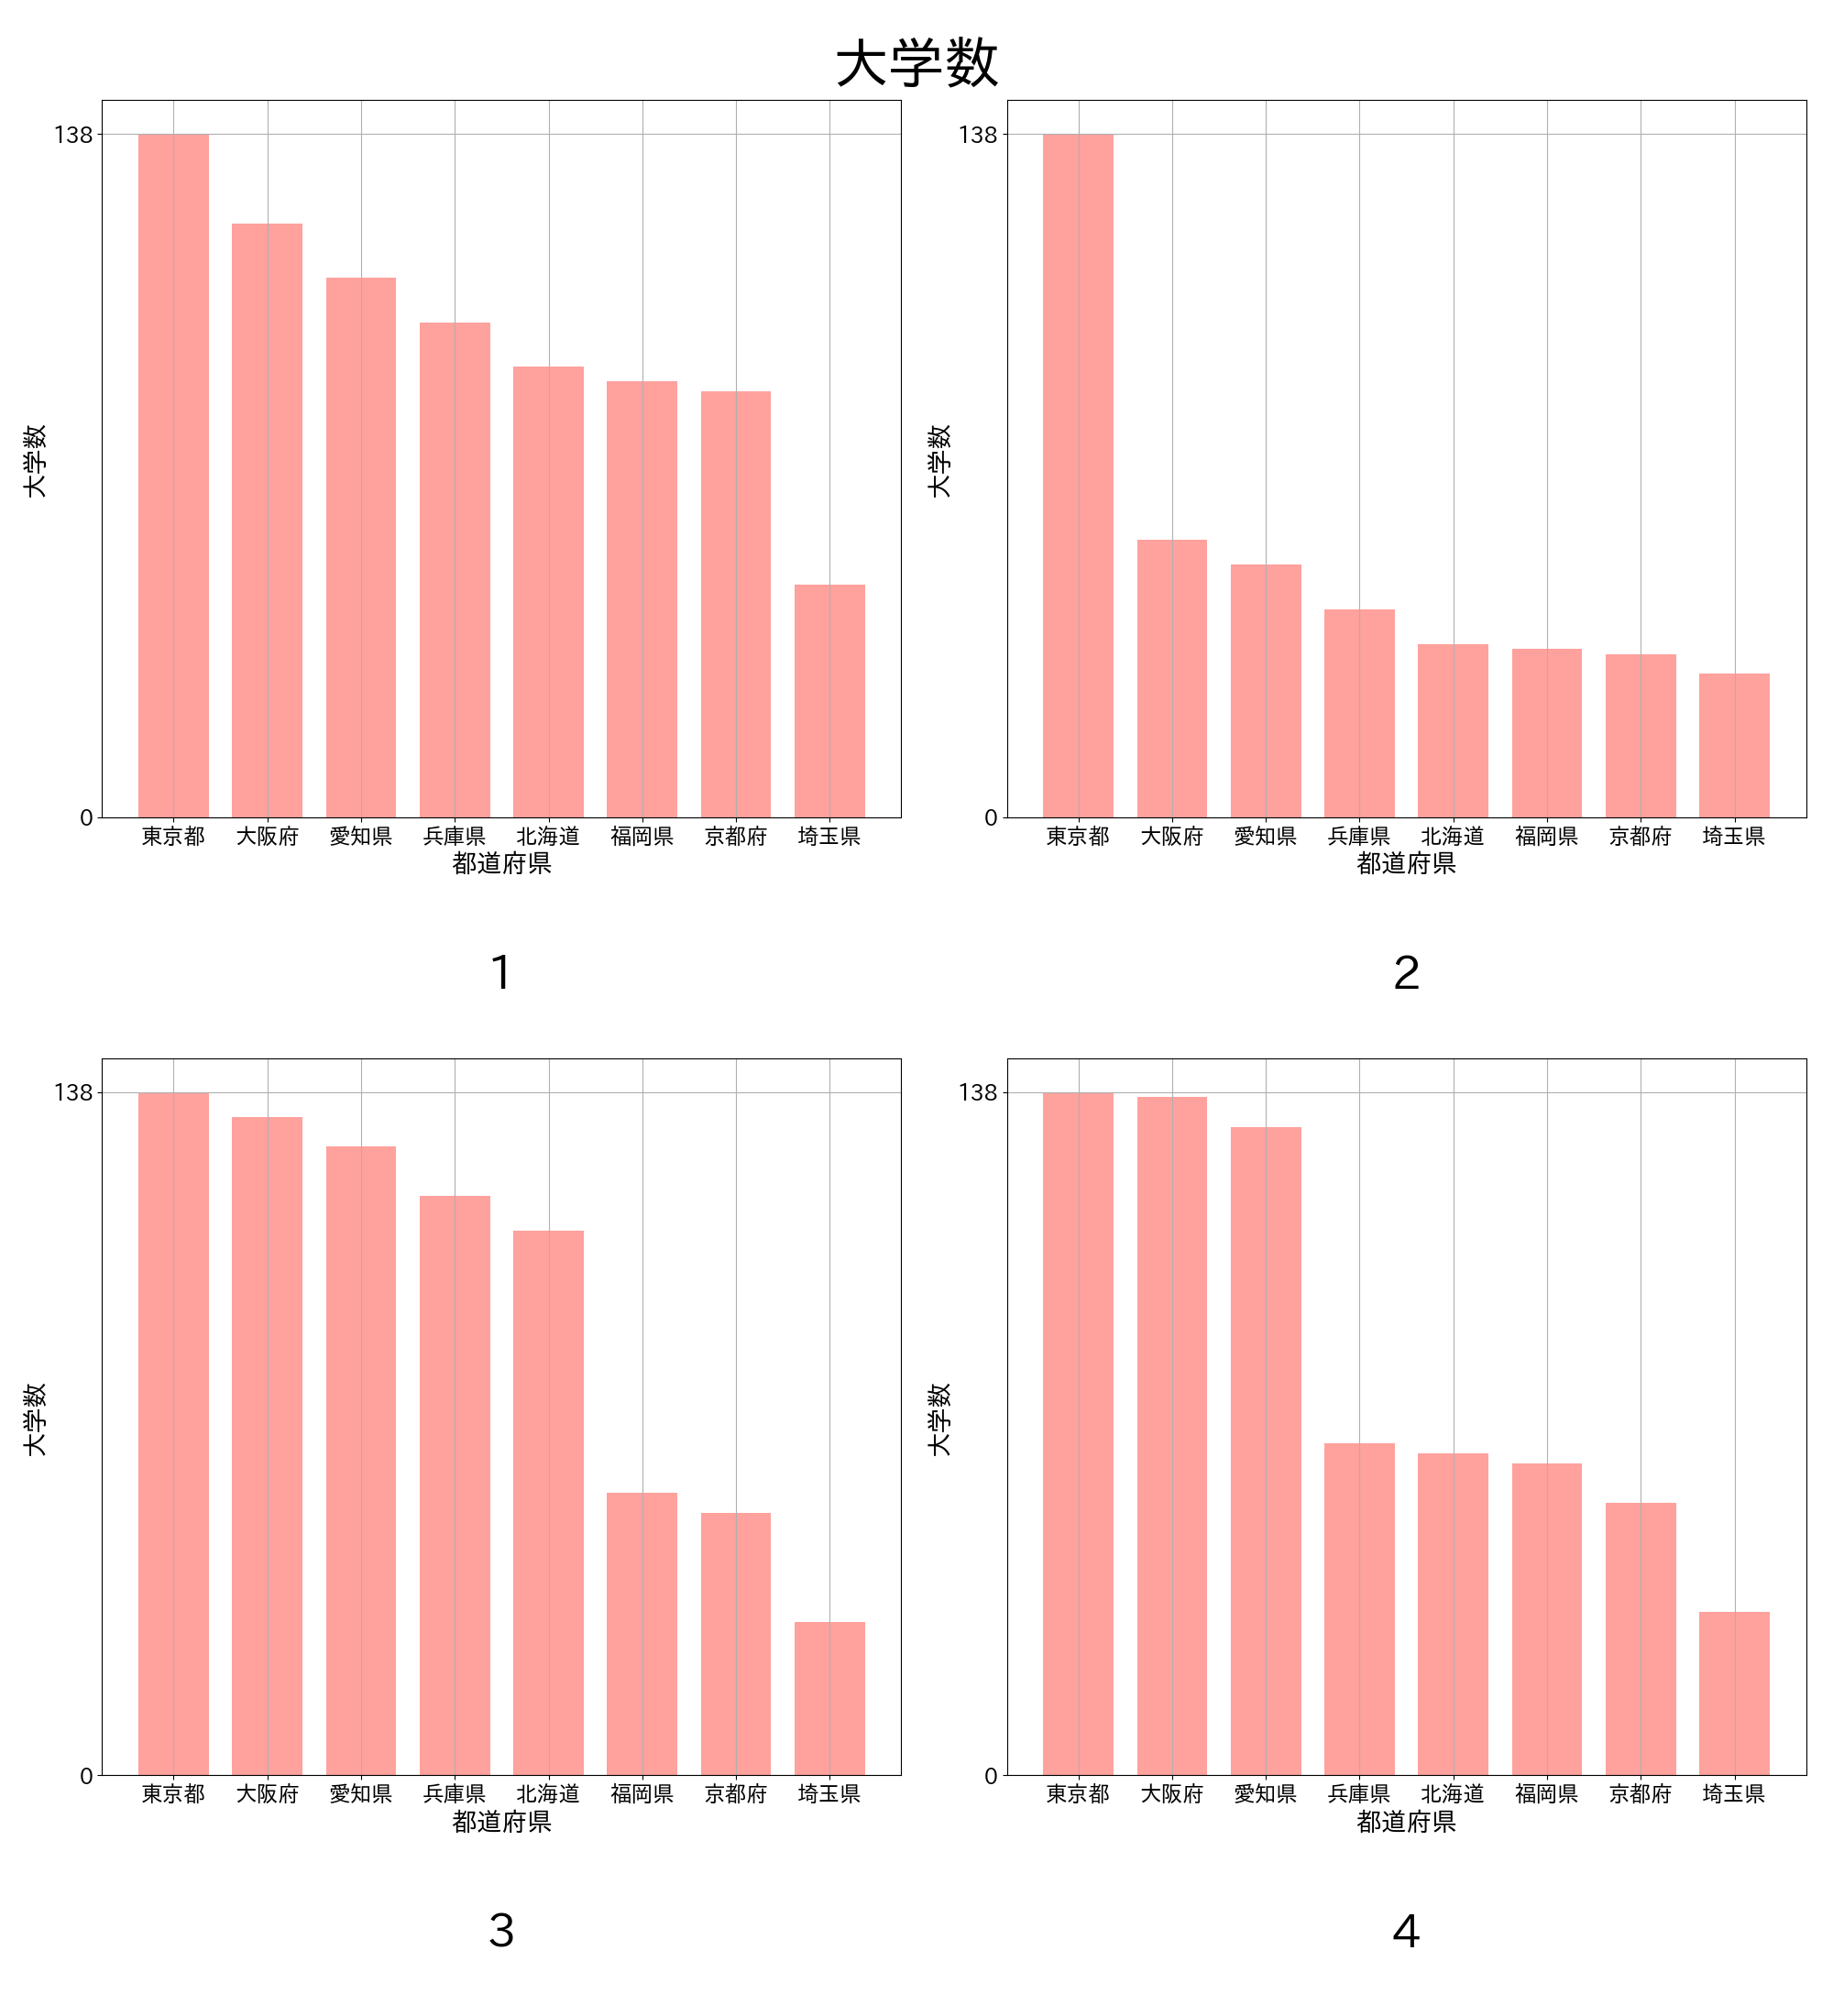 大学数
138
大学数
0
東京都 大阪府 愛知県 兵庫県 北海道 福岡県 京都府 埼玉県
都道府県
1
138
大学数
0
東京都 大阪府 愛知県 兵庫県 北海道 福岡県 京都府 埼玉県
都道府県
2
138
大学数
0
東京都 大阪府 愛知県 兵庫県 北海道 福岡県 京都府 埼玉県
都道府県
3
138
大学数
0
東京都 大阪府 愛知県 兵庫県 北海道 福岡県 京都府 埼玉県
都道府県
4